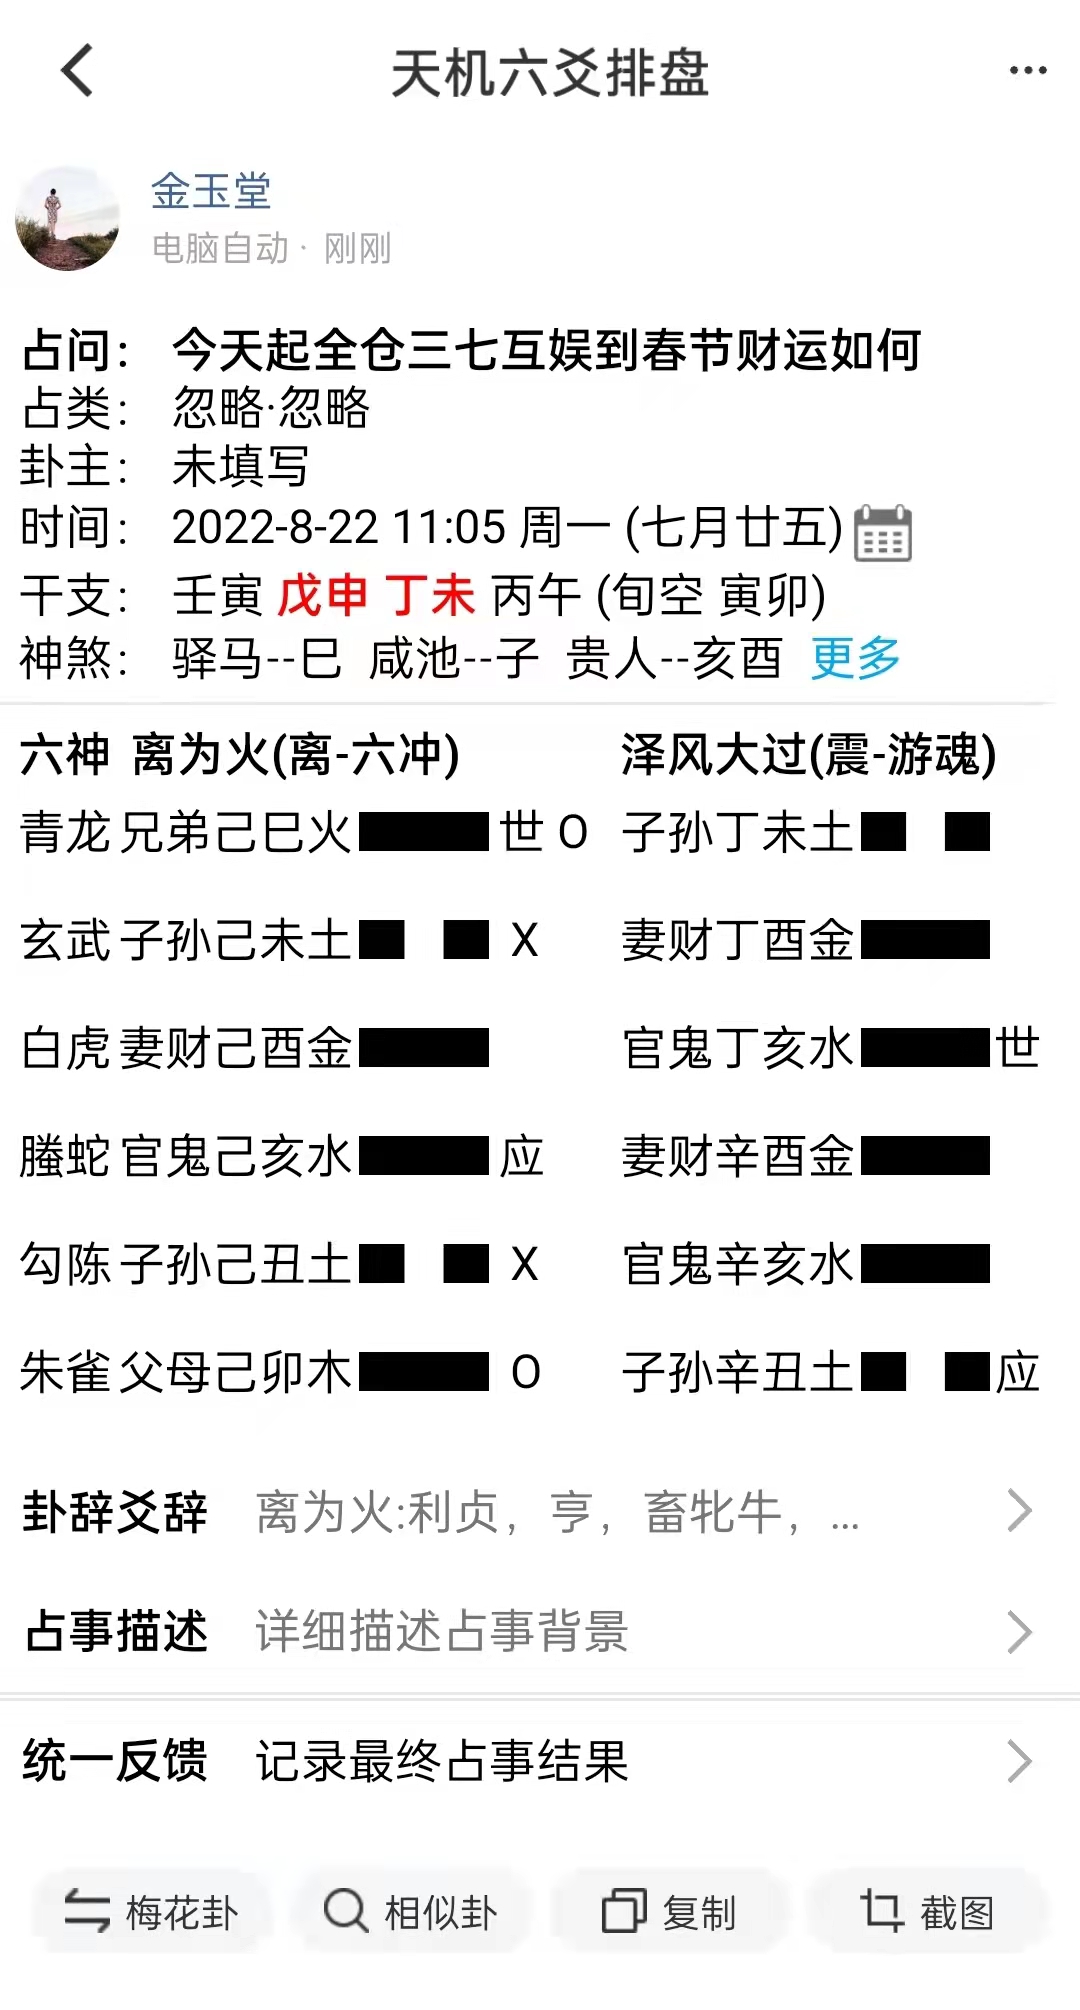 天机六爻排盘
金玉堂
电脑自动 · 刚刚
占问： 今天起全仓三七互娱到春节财运如何
占类： 忽略·忽略
卦主： 未填写
时间： 2022-8-22 11:05 周一 (七月廿五)
干支： 壬寅 戊申 丁未 丙午 (旬空 寅卯)
神煞： 驿马--巳 咸池--子 贵人--亥酉 更多
六神 离为火(离-六冲) 泽风大过(震-游魂)
青龙 兄弟己巳火 世 O 子孙丁未土
玄武 子孙己未土 X 妻财丁酉金
白虎 妻财己酉金 官鬼丁亥水 世
螣蛇 官鬼己亥水 应 妻财辛酉金
勾陈 子孙己丑土 X 官鬼辛亥水
朱雀 父母己卯木 O 子孙辛丑土 应
卦辞爻辞 离为火:利贞，亨，畜牝牛，...
占事描述 详细描述占事背景
统一反馈 记录最终占事结果
梅花卦 相似卦 复制 截图